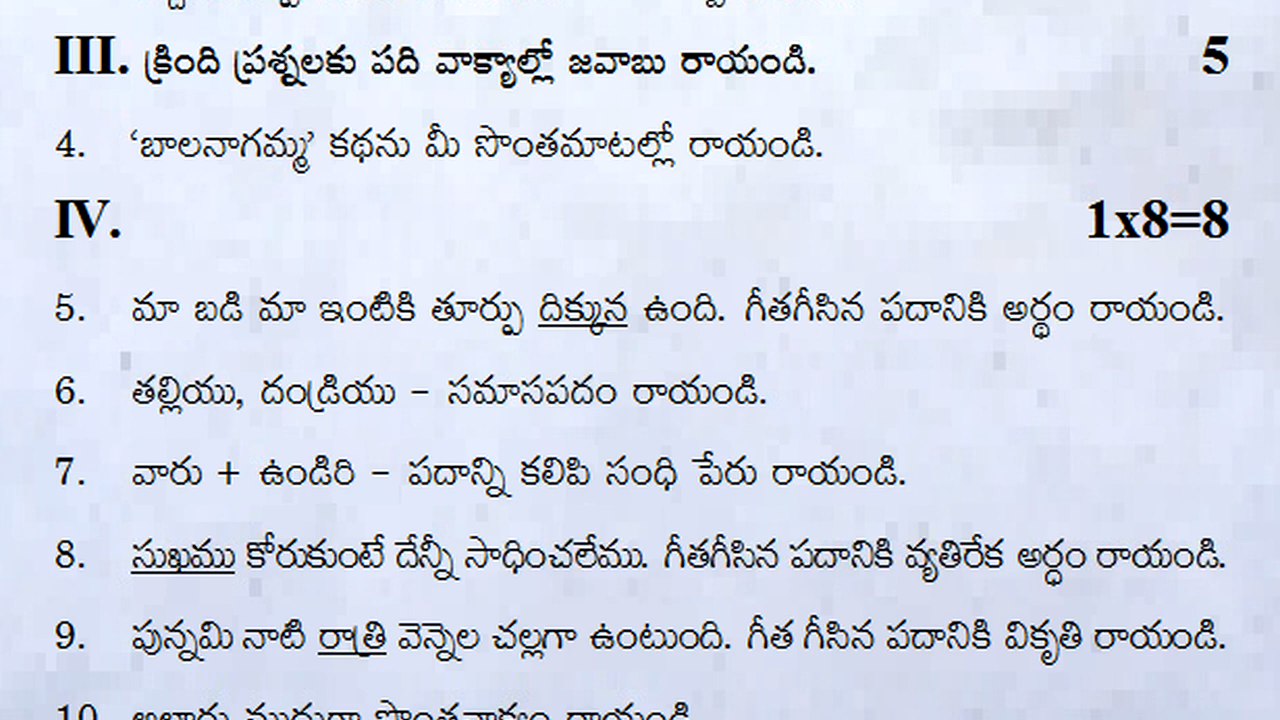 III. క్రింది ప్రశ్నలకు పది వాక్యాల్లో జవాబు రాయండి. 5
4. ‘బాలనాగమ్మ’ కథను మీ సొంతమాటల్లో రాయండి.
IV. 1x8=8
5. మా బడి మా ఇంటికి తూర్పు దిక్కున ఉంది. గీతగీసిన పదానికి అర్థం రాయండి.
6. తల్లియు, దండ్రియు – సమాసపదం రాయండి.
7. వారు + ఉండిరి – పదాన్ని కలిపి సంధి పేరు రాయండి.
8. సుఖము కోరుకుంటే దేన్నీ సాధించలేము. గీతగీసిన పదానికి వ్యతిరేక అర్ధం రాయండి.
9. పున్నమి నాటి రాత్రి వెన్నెల చల్లగా ఉంటుంది. గీత గీసిన పదానికి వికృతి రాయండి.
10.